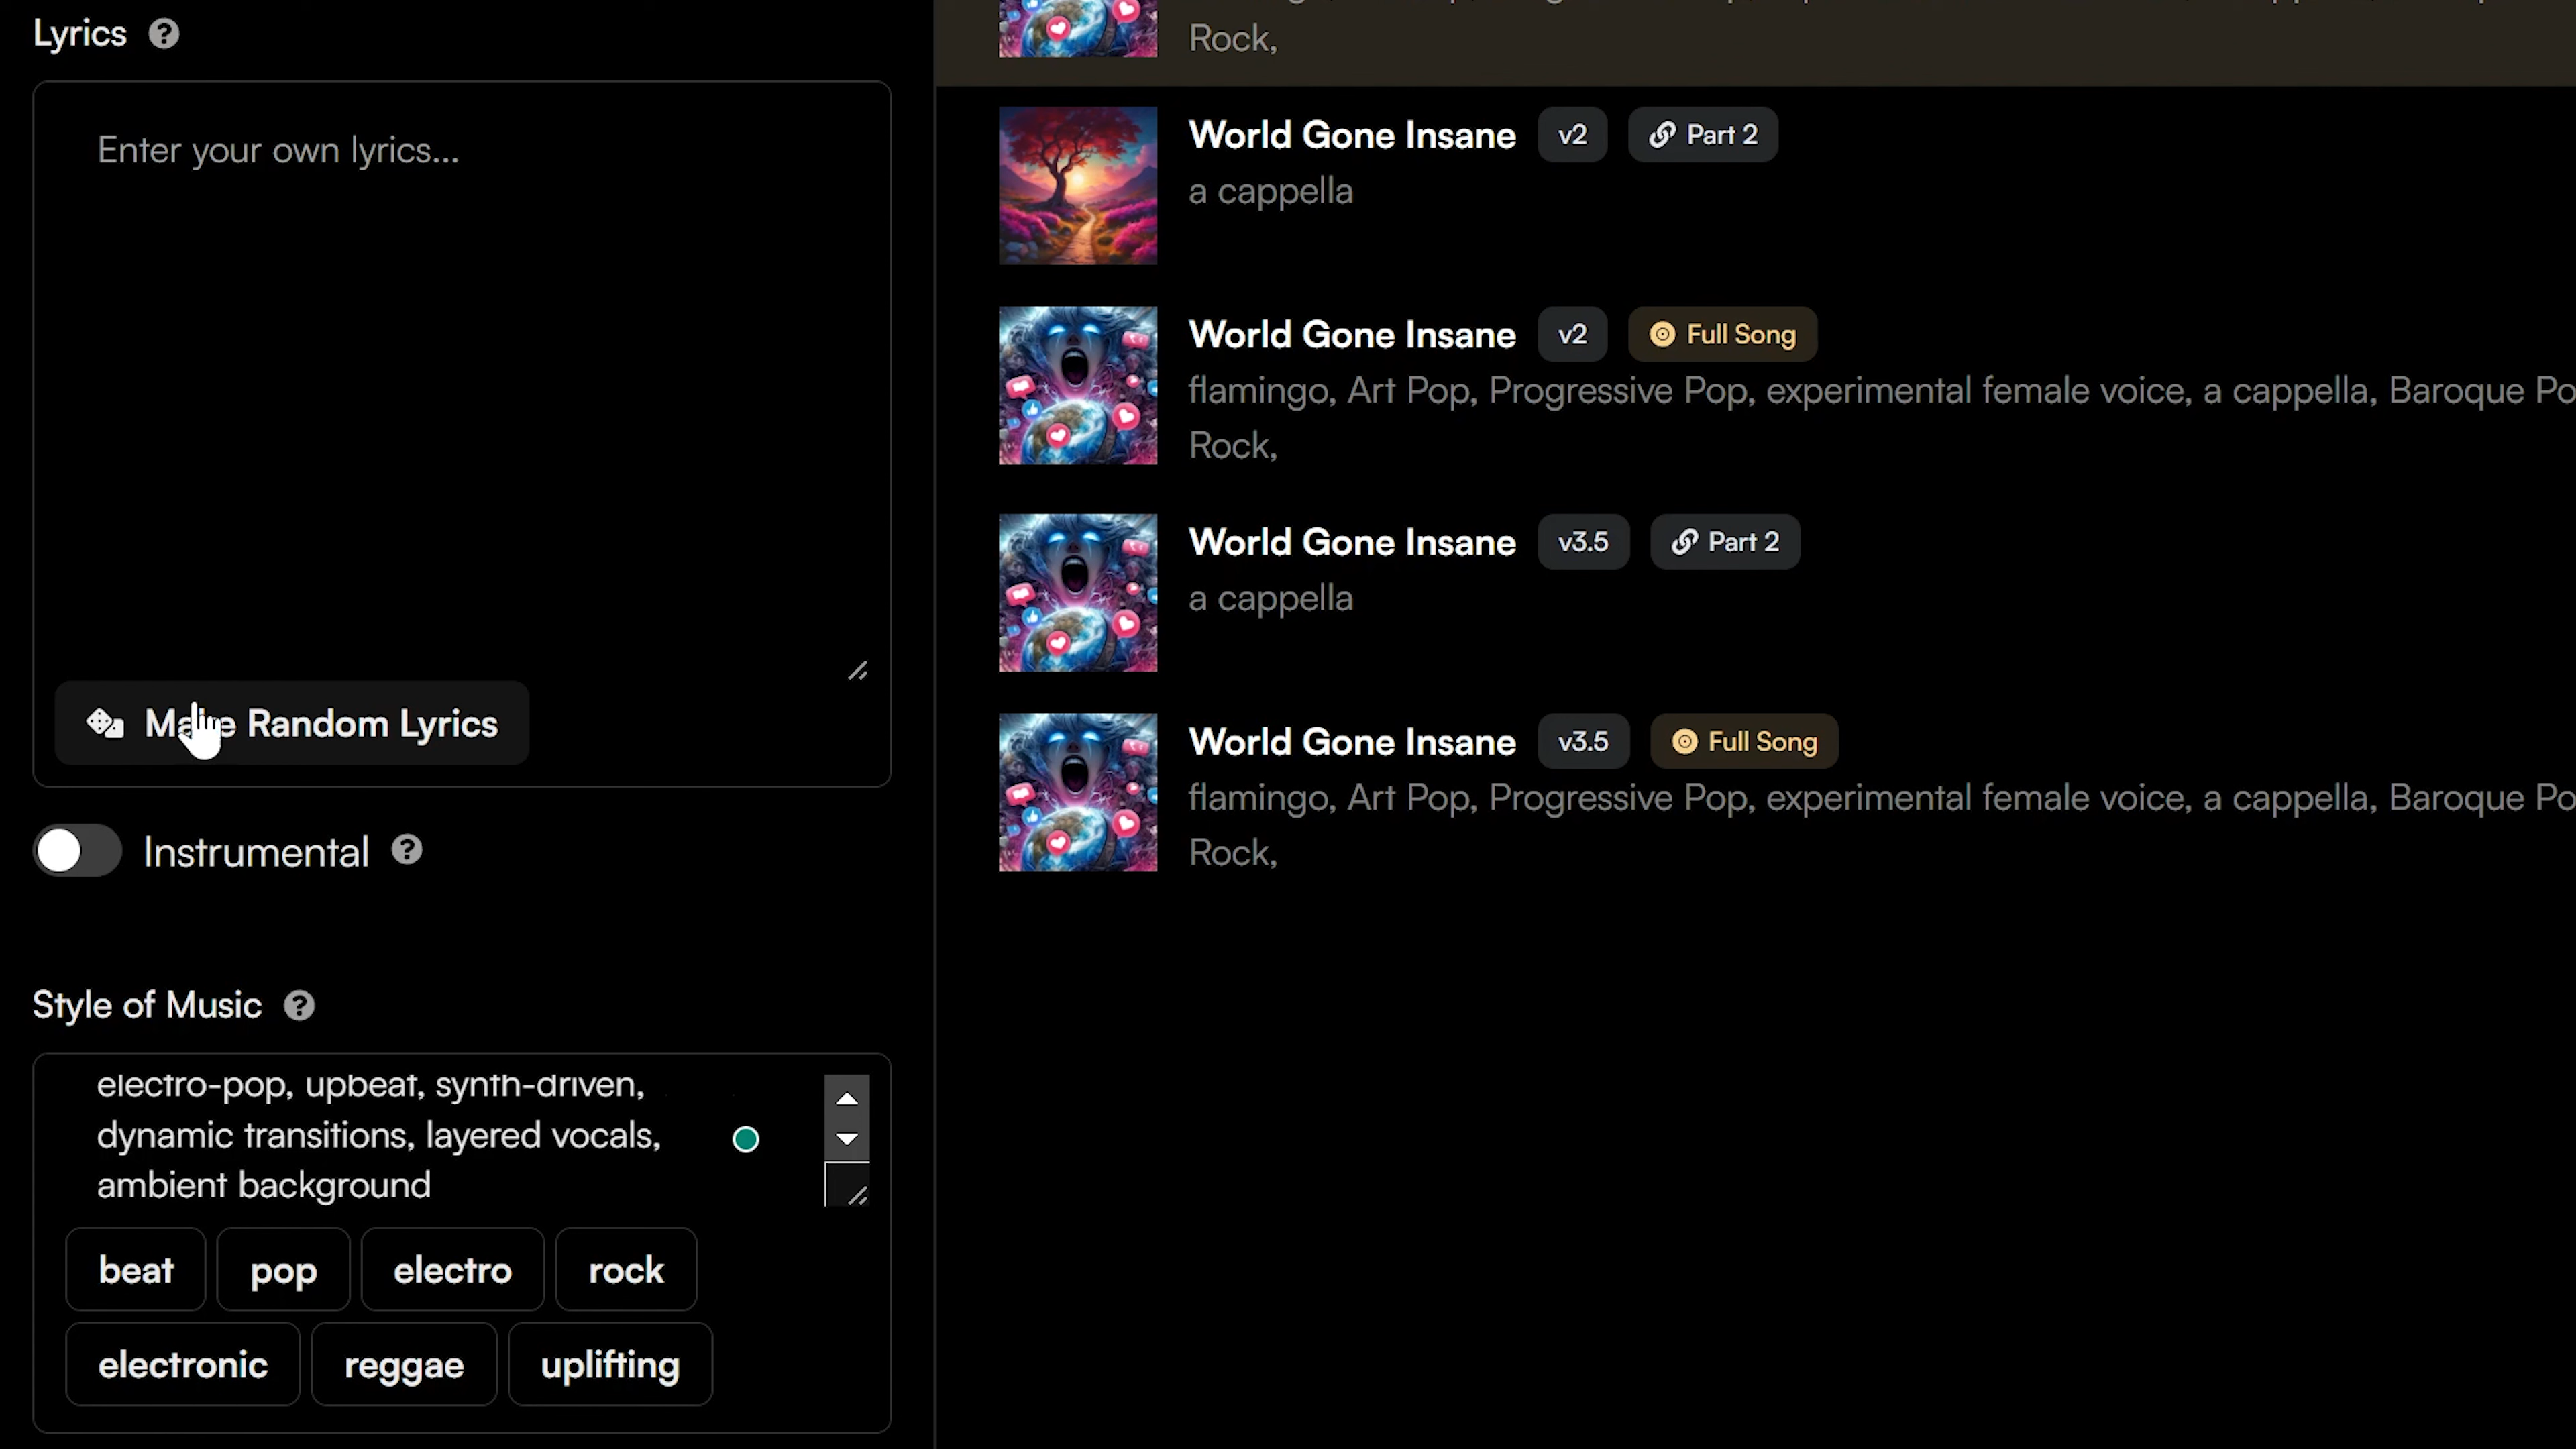 Lyrics
Enter your own lyrics...
Make Random Lyrics
Instrumental
Style of Music
electro-pop, upbeat, synth-driven,
dynamic transitions, layered vocals,
ambient background
beat
pop
electro
rock
electronic
reggae
uplifting
Rock,
World Gone Insane v2 Part 2
a cappella
World Gone Insane v2 Full Song
flamingo, Art Pop, Progressive Pop, experimental female voice, a cappella, Baroque Po
Rock,
World Gone Insane v3.5 Part 2
a cappella
World Gone Insane v3.5 Full Song
flamingo, Art Pop, Progressive Pop, experimental female voice, a cappella, Baroque Po
Rock,